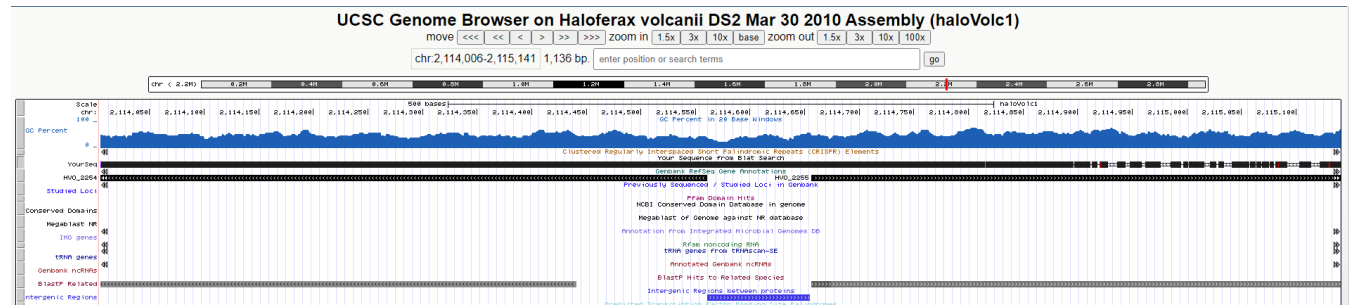 UCSC Genome Browser on Haloferax volcanii DS2 Mar 30 2010 Assembly (haloVolc1)
move <<< << < > >> >>> zoom in 1.5x 3x 10x base zoom out 1.5x 3x 10x 100x
chr:2,114,006-2,115,141 1,136 bp. enter position or search terms go
chr ( 2.2M) 0.2M 0.4M 0.6M 0.8M 1.0M 1.2M 1.4M 1.6M 1.8M 2.0M 2.4M 2.6M 2.8M
Scale 500 bases haloVolc1
chr: 2,114,050| 2,114,100| 2,114,150| 2,114,200| 2,114,250| 2,114,300| 2,114,350| 2,114,400| 2,114,450| 2,114,500| 2,114,550| 2,114,600| 2,114,650| 2,114,700| 2,114,750| 2,114,800| 2,114,850| 2,114,900| 2,114,950| 2,115,000| 2,115,050| 2,115,100|
100 _ GC Percent in 20 Base Windows
GC Percent
0 _
Clustered Regularly Interspaced Short Palindromic Repeats (CRISPR) Elements
Your Sequence from Blat Search
YourSeq
Genbank RefSeq Gene Annotations
HVO_2254 HVO_2255
Previously Sequenced / Studied Loci in Genbank
Studied Loci
Pfam Domain Hits
NCBI Conserved Domain Database in genome
Conserved Domains
Megablast of Genome against NR database
Megablast NR
Annotation from Integrated Microbial Genomes DB
IMG genes
Rfam noncoding RNA
tRNA genes from tRNAscan-SE
tRNA genes
Annotated Genbank ncRNAs
Genbank ncRNAs
BlastP Hits to Related Species
BlastP Related
Intergenic Regions between proteins
ntergenic Regions